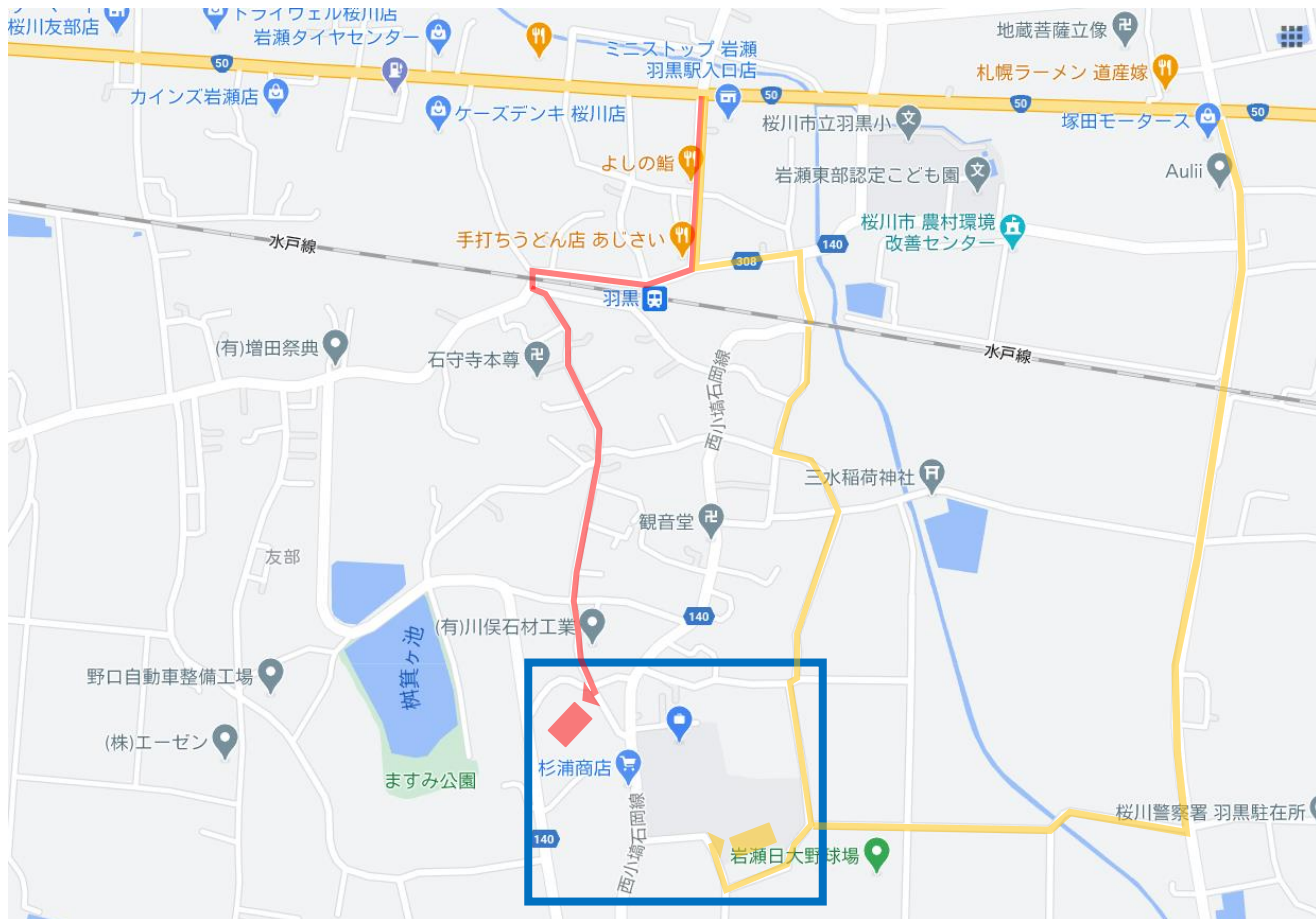 桜川友部店
トライウェル桜川店
岩瀬タイヤセンター
ミニストップ 岩瀬
羽黒駅入口店
地蔵菩薩立像
札幌ラーメン 道産嫁
50
カインズ岩瀬店
ケーズデンキ 桜川店
50
50
塚田モータース
50
桜川市立羽黒小
よしの鮨
岩瀬東部認定こども園
Aulii
水戸線
手打ちうどん店 あじさい
308
140
桜川市 農村環境
改善センター
羽黒
(有)増田祭典
石守寺本尊
西小塙石岡線
水戸線
三水稲荷神社
観音堂
友部
140
(有)川俣石材工業
桝箕ヶ池
野口自動車整備工場
(株)エーゼン
ますみ公園
杉浦商店
西小塙石岡線
140
岩瀬日大野球場
桜川警察署 羽黒駐在所